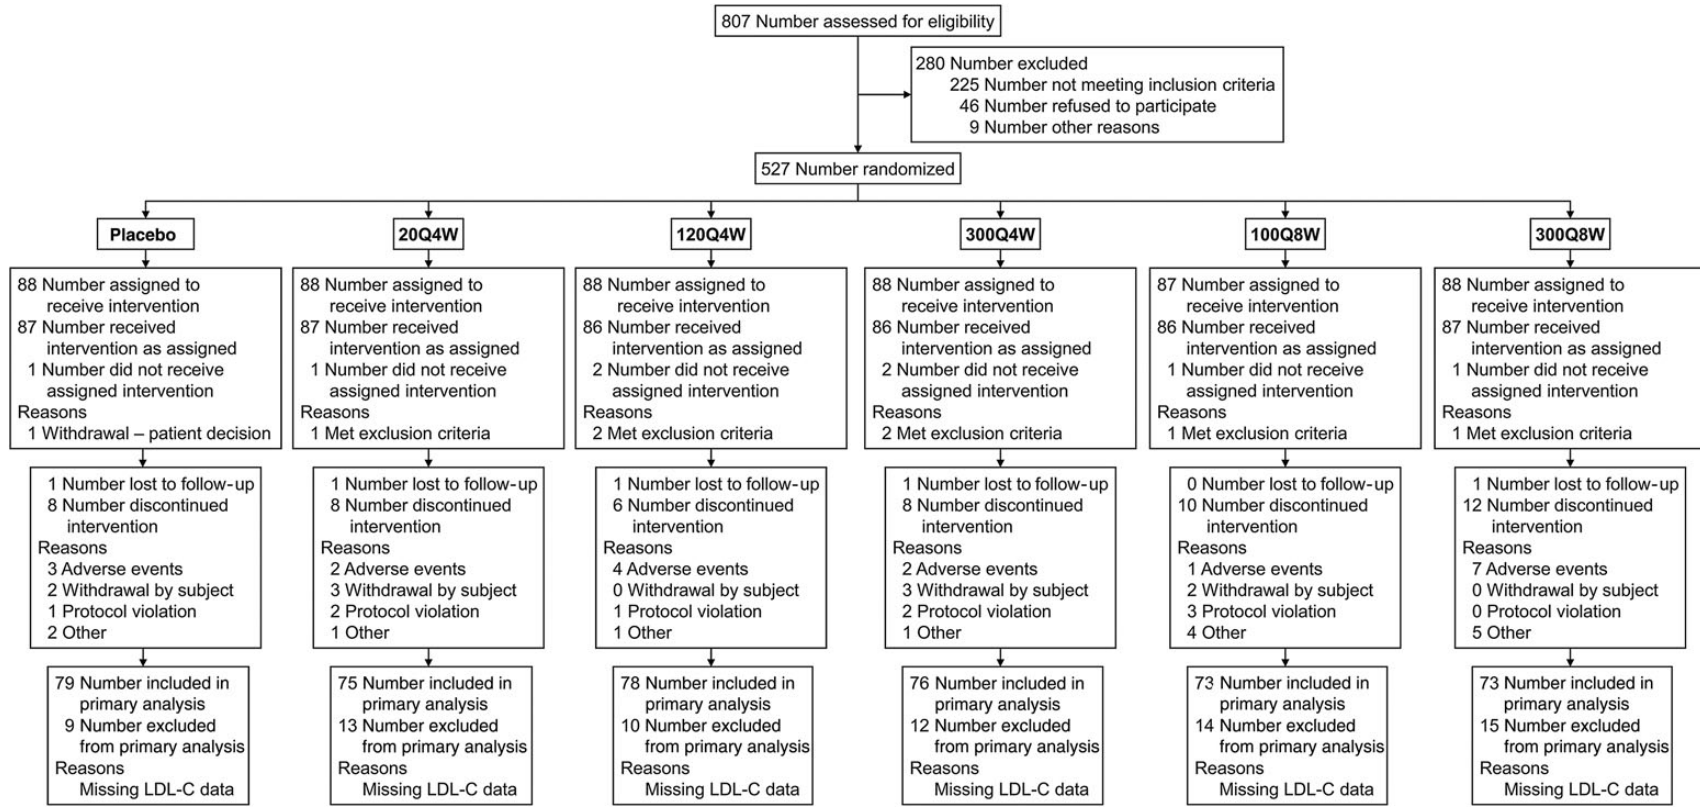 807 Number assessed for eligibility
280 Number excluded
225 Number not meeting inclusion criteria
46 Number refused to participate
9 Number other reasons
527 Number randomized
Placebo
88 Number assigned to
receive intervention
87 Number received
intervention as assigned
1 Number did not receive
assigned intervention
Reasons
1 Withdrawal – patient decision
1 Number lost to follow-up
8 Number discontinued
intervention
Reasons
3 Adverse events
2 Withdrawal by subject
1 Protocol violation
2 Other
79 Number included in
primary analysis
9 Number excluded
from primary analysis
Reasons
Missing LDL-C data
20Q4W
88 Number assigned to
receive intervention
87 Number received
intervention as assigned
1 Number did not receive
assigned intervention
Reasons
1 Met exclusion criteria
1 Number lost to follow-up
8 Number discontinued
intervention
Reasons
2 Adverse events
3 Withdrawal by subject
2 Protocol violation
1 Other
75 Number included in
primary analysis
13 Number excluded
from primary analysis
Reasons
Missing LDL-C data
120Q4W
88 Number assigned to
receive intervention
86 Number received
intervention as assigned
2 Number did not receive
assigned intervention
Reasons
2 Met exclusion criteria
1 Number lost to follow-up
6 Number discontinued
intervention
Reasons
4 Adverse events
0 Withdrawal by subject
1 Protocol violation
1 Other
78 Number included in
primary analysis
10 Number excluded
from primary analysis
Reasons
Missing LDL-C data
300Q4W
88 Number assigned to
receive intervention
86 Number received
intervention as assigned
2 Number did not receive
assigned intervention
Reasons
2 Met exclusion criteria
1 Number lost to follow-up
8 Number discontinued
intervention
Reasons
2 Adverse events
3 Withdrawal by subject
2 Protocol violation
1 Other
76 Number included in
primary analysis
12 Number excluded
from primary analysis
Reasons
Missing LDL-C data
100Q8W
87 Number assigned to
receive intervention
86 Number received
intervention as assigned
1 Number did not receive
assigned intervention
Reasons
1 Met exclusion criteria
0 Number lost to follow-up
10 Number discontinued
intervention
Reasons
1 Adverse events
2 Withdrawal by subject
3 Protocol violation
4 Other
73 Number included in
primary analysis
14 Number excluded
from primary analysis
Reasons
Missing LDL-C data
300Q8W
88 Number assigned to
receive intervention
87 Number received
intervention as assigned
1 Number did not receive
assigned intervention
Reasons
1 Met exclusion criteria
1 Number lost to follow-up
12 Number discontinued
intervention
Reasons
7 Adverse events
0 Withdrawal by subject
0 Protocol violation
5 Other
73 Number included in
primary analysis
15 Number excluded
from primary analysis
Reasons
Missing LDL-C data